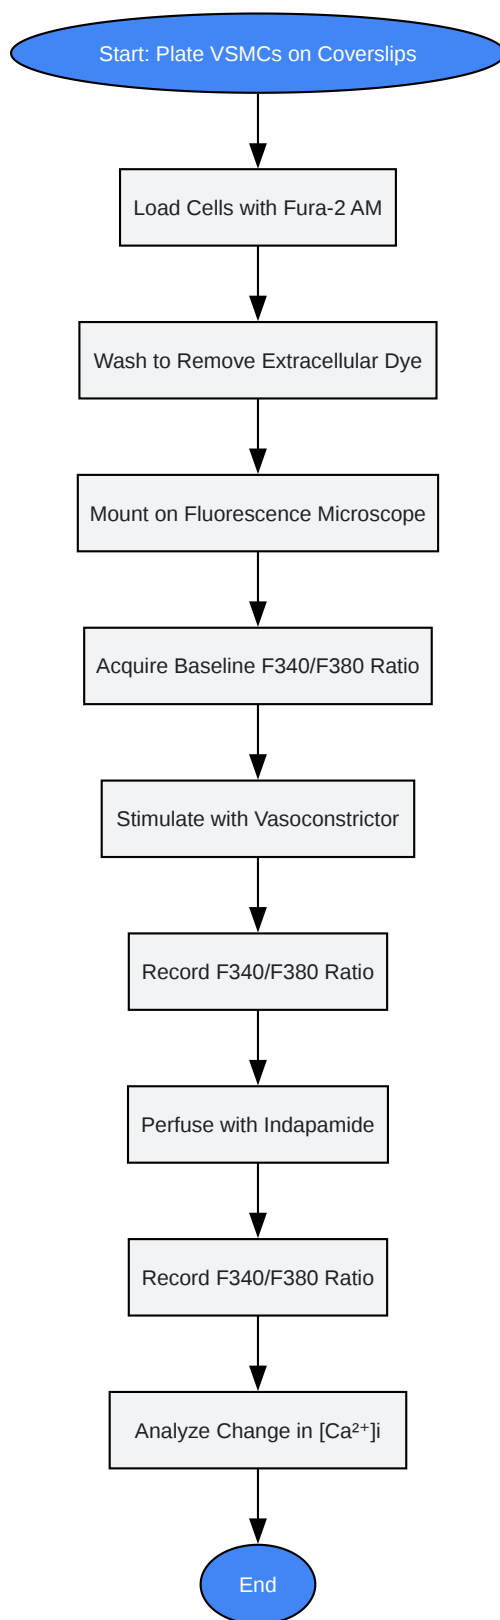 Start: Plate VSMCs on Coverslips
Load Cells with Fura-2 AM
Wash to Remove Extracellular Dye
Mount on Fluorescence Microscope
Acquire Baseline F340/F380 Ratio
Stimulate with Vasoconstrictor
Record F340/F380 Ratio
Perfuse with Indapamide
Record F340/F380 Ratio
Analyze Change in [Ca²⁺]i
End